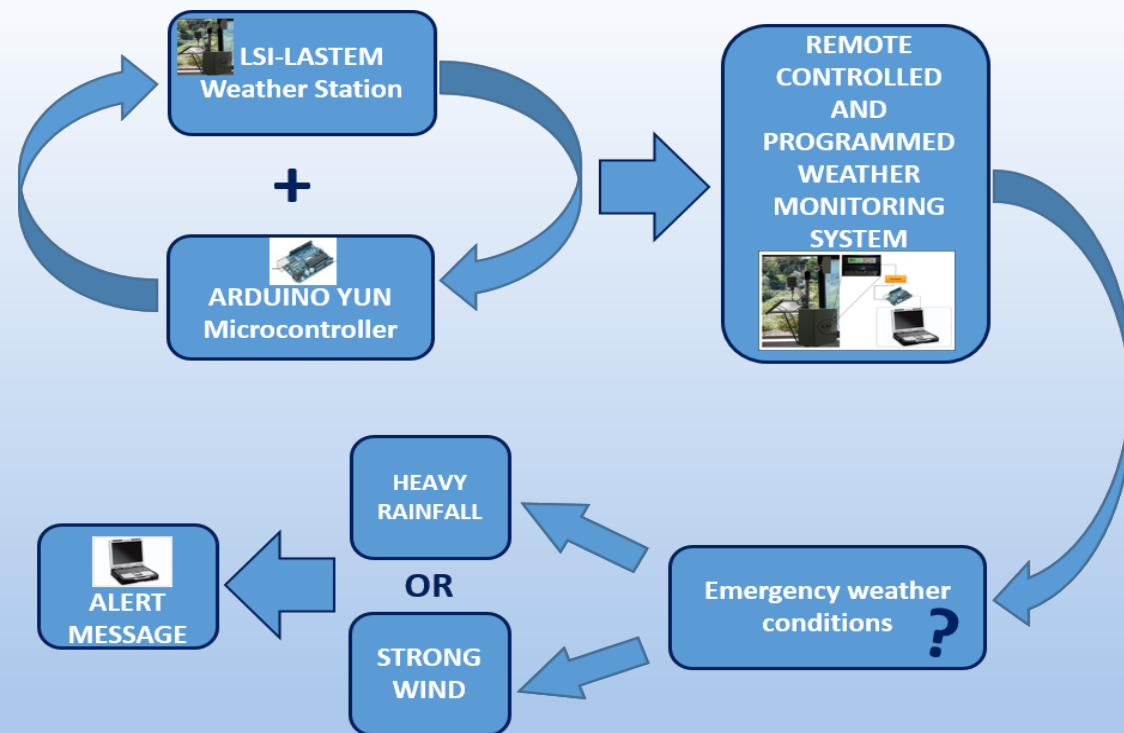 LSI-LASTEM
Weather Station
+
ARDUINO YUN
Microcontroller
REMOTE
CONTROLLED
AND
PROGRAMMED
WEATHER
MONITORING
SYSTEM
Emergency weather
conditions
?
HEAVY
RAINFALL
OR
STRONG
WIND
ALERT
MESSAGE